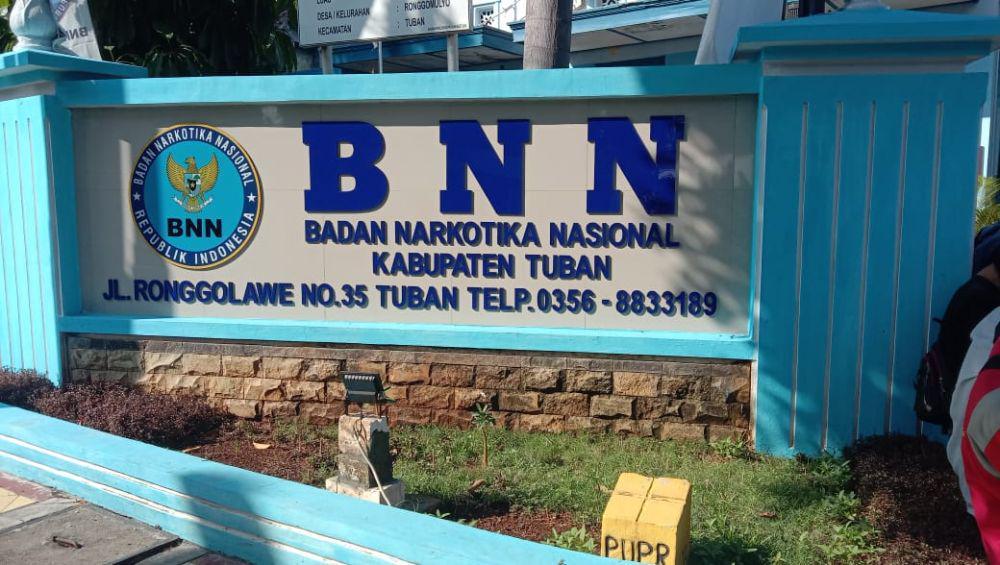 DESA / KELURAHAN : RONGGOMULYO
KECAMATAN : TUBAN
BADAN NARKOTIKA NASIONAL
BNN
REPUBLIK INDONESIA
BNN
BADAN NARKOTIKA NASIONAL
KABUPATEN TUBAN
JL. RONGGOLAWE NO.35 TUBAN TELP. 0356 - 8833189
PUPR